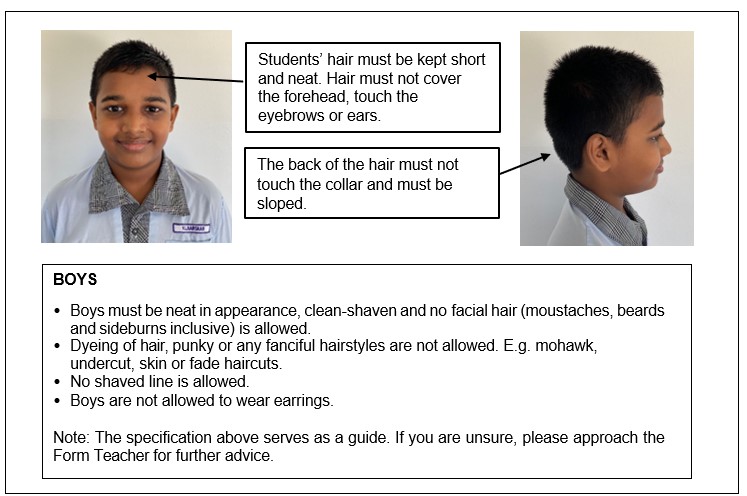 Students’ hair must be kept short
and neat. Hair must not cover
the forehead, touch the
eyebrows or ears.
The back of the hair must not
touch the collar and must be
sloped.
BOYS
• Boys must be neat in appearance, clean-shaven and no facial hair (moustaches, beards
and sideburns inclusive) is allowed.
• Dyeing of hair, punky or any fanciful hairstyles are not allowed. E.g. mohawk,
undercut, skin or fade haircuts.
• No shaved line is allowed.
• Boys are not allowed to wear earrings.
Note: The specification above serves as a guide. If you are unsure, please approach the
Form Teacher for further advice.